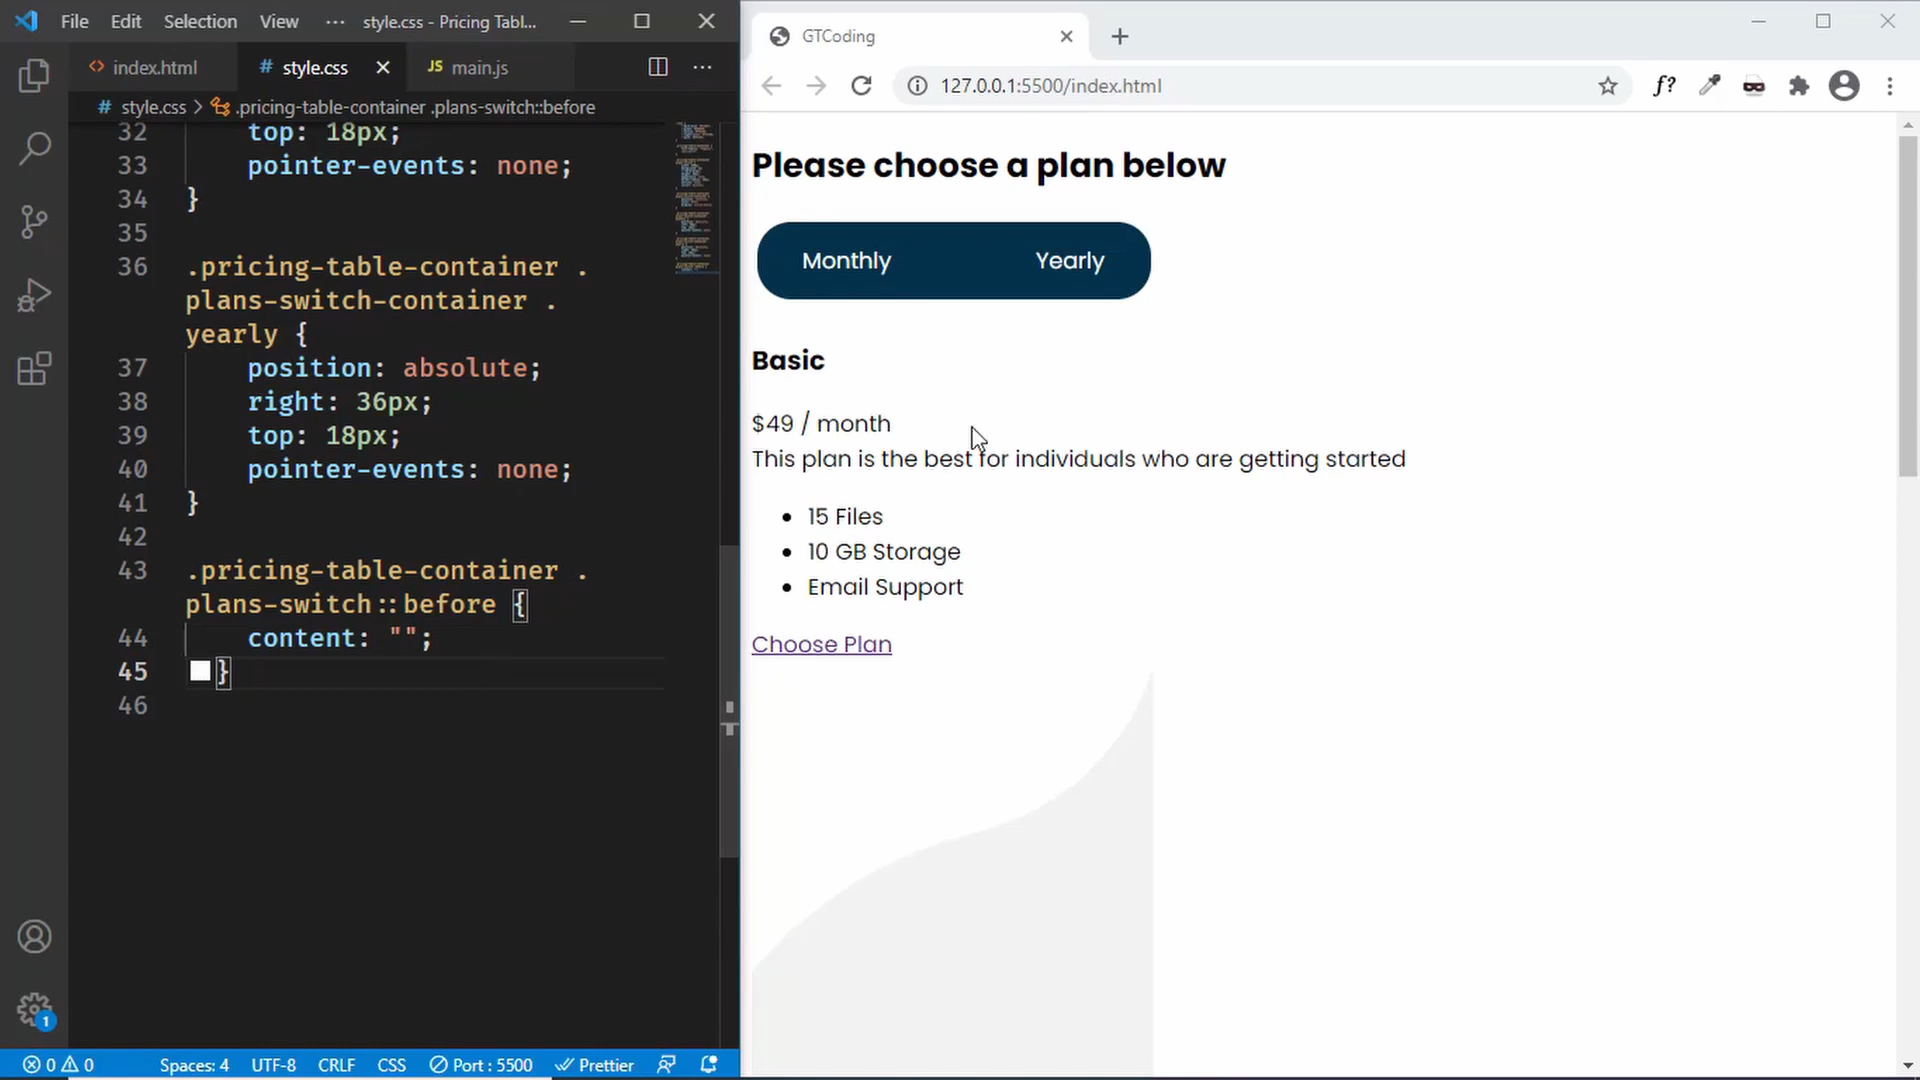 File Edit Selection View ··· style.css - Pricing Tabl...
index.html
style.css
JS main.js
# style.css > .pricing-table-container .plans-switch::before
32 top: 18px;
33 pointer-events: none;
34 }
35
36 .pricing-table-container .
plans-switch-container .
yearly {
37 position: absolute;
38 right: 36px;
39 top: 18px;
40 pointer-events: none;
41 }
42
43 .pricing-table-container .
plans-switch::before {
44 content: "";
45 }
46
1
0 0 Spaces: 4 UTF-8 CRLF CSS Port : 5500 Prettier
GTCoding
127.0.0.1:5500/index.html
f?
Please choose a plan below
Monthly Yearly
Basic
$49 / month
This plan is the best for individuals who are getting started
• 15 Files
• 10 GB Storage
• Email Support
Choose Plan